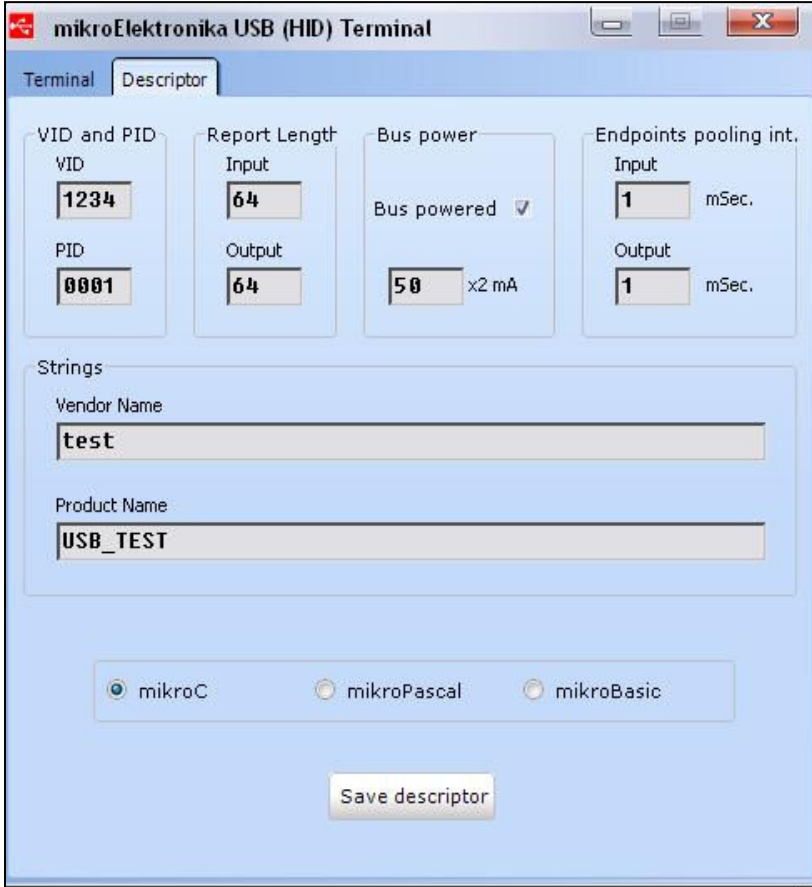 mikroElektronika USB (HID) Terminal
Terminal Descriptor
VID and PID Report Length Bus power Endpoints pooling int.
VID Input Input
1234 64 Bus powered 1 mSec.
PID Output Output
0001 64 50 x2 mA 1 mSec.
Strings
Vendor Name
test
Product Name
USB_TEST
mikroC mikroPascal mikroBasic
Save descriptor